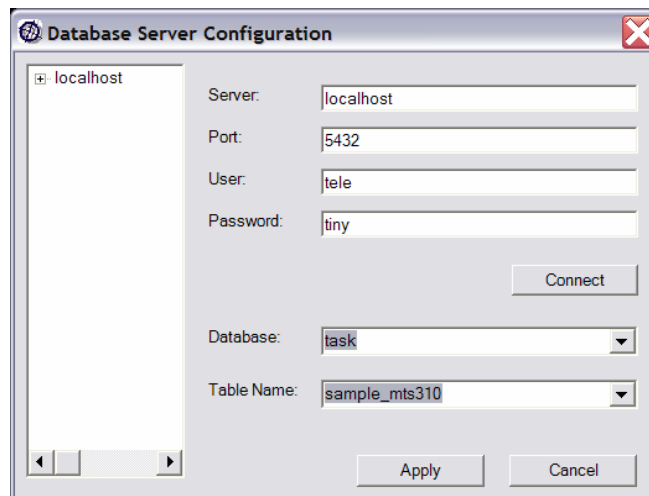 Database Server Configuration
localhost
Server: localhost
Port: 5432
User: tele
Password: tiny
Connect
Database: task
Table Name: sample_mts310
Apply Cancel